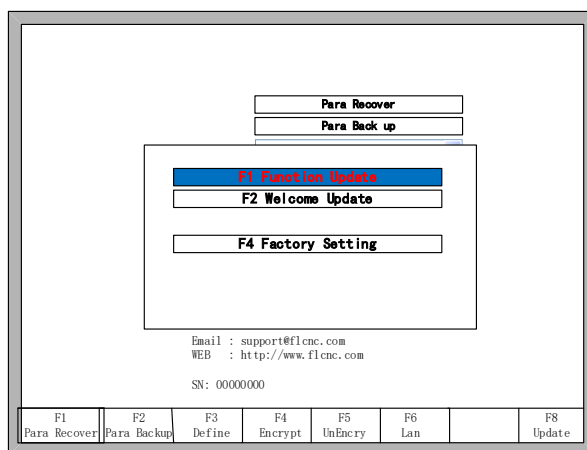 Para Recover
Para Back up
F1 Function Update
F2 Welcome Update
F4 Factory Setting
Email : support@flcnc.com
WEB : http://www.flcnc.com
SN: 00000000
F1 F2 F3 F4 F5 F6 F8
Para Recover Para Backup Define Encrypt UnEncry Lan Update